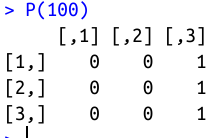 > P(100)
[,1] [,2] [,3]
[1,] 0 0 1
[2,] 0 0 1
[3,] 0 0 1
>